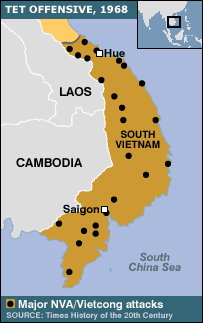 TET OFFENSIVE, 1968
Hue
LAOS
SOUTH
VIETNAM
CAMBODIA
Saigon
South
China Sea
Major NVA/Vietcong attacks
SOURCE: Times History of the 20th Century